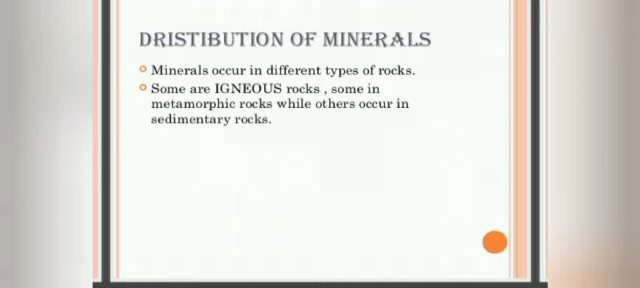 DRISTIBUTION OF MINERALS
Minerals occur in different types of rocks.
Some are IGNEOUS rocks , some in
metamorphic rocks while others occur in
sedimentary rocks.